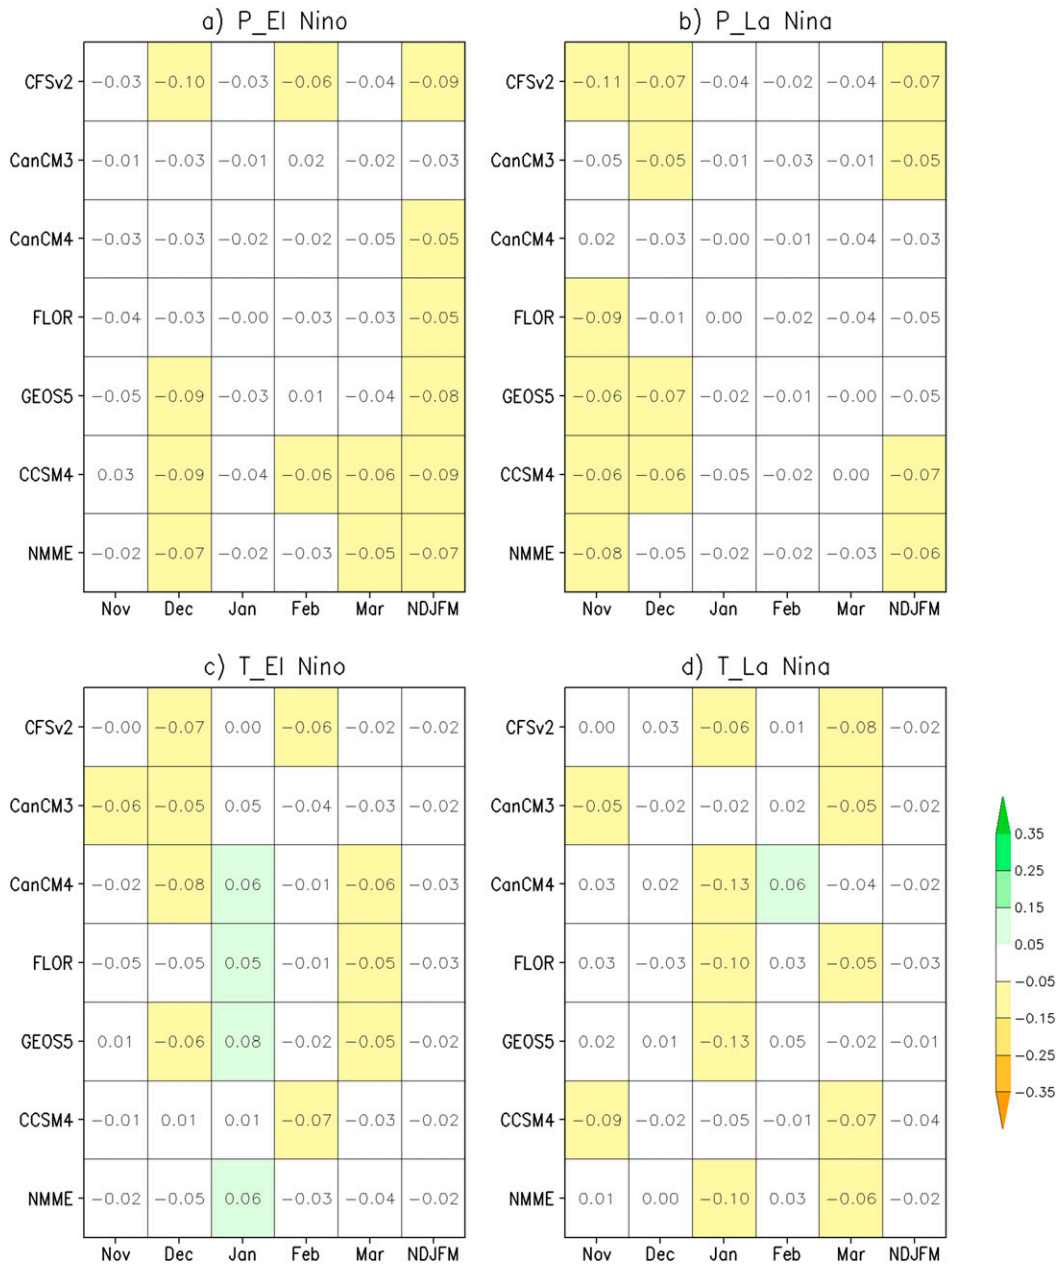 a) P_El Nino
CFSv2 −0.03 −0.10 −0.03 −0.06 −0.04 −0.09
CanCM3 −0.01 −0.03 −0.01 0.02 −0.02 −0.03
CanCM4 −0.03 −0.03 −0.02 −0.02 −0.05 −0.05
FLOR −0.04 −0.03 −0.00 −0.03 −0.03 −0.05
GEOS5 −0.05 −0.09 −0.03 0.01 −0.04 −0.08
CCSM4 0.03 −0.09 −0.04 −0.06 −0.06 −0.09
NMME −0.02 −0.07 −0.02 −0.03 −0.05 −0.07
Nov Dec Jan Feb Mar NDJFM
b) P_La Nina
CFSv2 −0.11 −0.07 −0.04 −0.02 −0.04 −0.07
CanCM3 −0.05 −0.05 −0.01 −0.03 −0.01 −0.05
CanCM4 0.02 −0.03 −0.00 −0.01 −0.04 −0.03
FLOR −0.09 −0.01 0.00 −0.02 −0.04 −0.05
GEOS5 −0.06 −0.07 −0.02 −0.01 −0.00 −0.05
CCSM4 −0.06 −0.06 −0.05 −0.02 0.00 −0.07
NMME −0.08 −0.05 −0.02 −0.02 −0.03 −0.06
Nov Dec Jan Feb Mar NDJFM
c) T_El Nino
CFSv2 −0.00 −0.07 0.00 −0.06 −0.02 −0.02
CanCM3 −0.06 −0.05 0.05 −0.04 −0.03 −0.02
CanCM4 −0.02 −0.08 0.06 −0.01 −0.06 −0.03
FLOR −0.05 −0.05 0.05 −0.01 −0.05 −0.03
GEOS5 0.01 −0.06 0.08 −0.02 −0.05 −0.02
CCSM4 −0.01 0.01 0.01 −0.07 −0.03 −0.02
NMME −0.02 −0.05 0.06 −0.03 −0.04 −0.02
Nov Dec Jan Feb Mar NDJFM
d) T_La Nina
CFSv2 0.00 0.03 −0.06 0.01 −0.08 −0.02
CanCM3 −0.05 −0.02 −0.02 0.02 −0.05 −0.02
CanCM4 0.03 0.02 −0.13 0.06 −0.04 −0.02
FLOR 0.03 −0.03 −0.10 0.03 −0.05 −0.03
GEOS5 0.02 0.01 −0.13 0.05 −0.02 −0.01
CCSM4 −0.09 −0.02 −0.05 −0.01 −0.07 −0.04
NMME 0.01 0.00 −0.10 0.03 −0.06 −0.02
Nov Dec Jan Feb Mar NDJFM
0.35
0.25
0.15
0.05
−0.05
−0.15
−0.25
−0.35